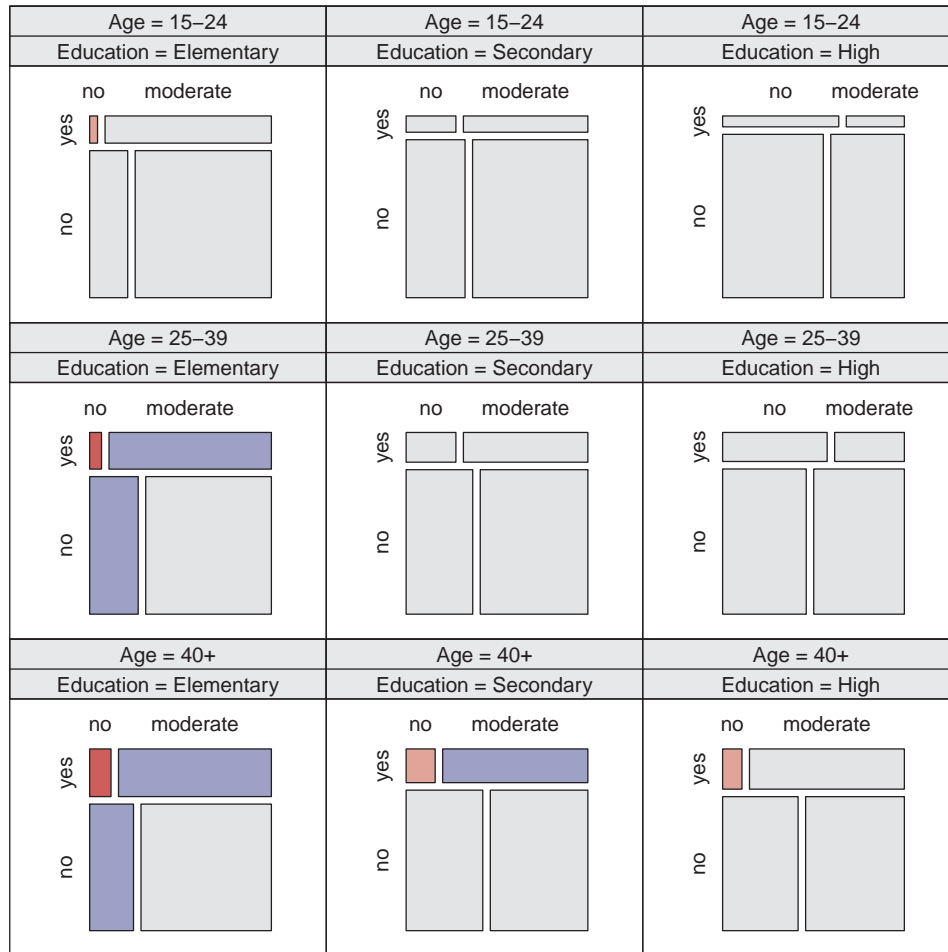 Age = 15–24
Education = Elementary
no moderate
yes
no
Age = 15–24
Education = Secondary
no moderate
yes
no
Age = 15–24
Education = High
no moderate
yes
no
Age = 25–39
Education = Elementary
no moderate
yes
no
Age = 25–39
Education = Secondary
no moderate
yes
no
Age = 25–39
Education = High
no moderate
yes
no
Age = 40+
Education = Elementary
no moderate
yes
no
Age = 40+
Education = Secondary
no moderate
yes
no
Age = 40+
Education = High
no moderate
yes
no